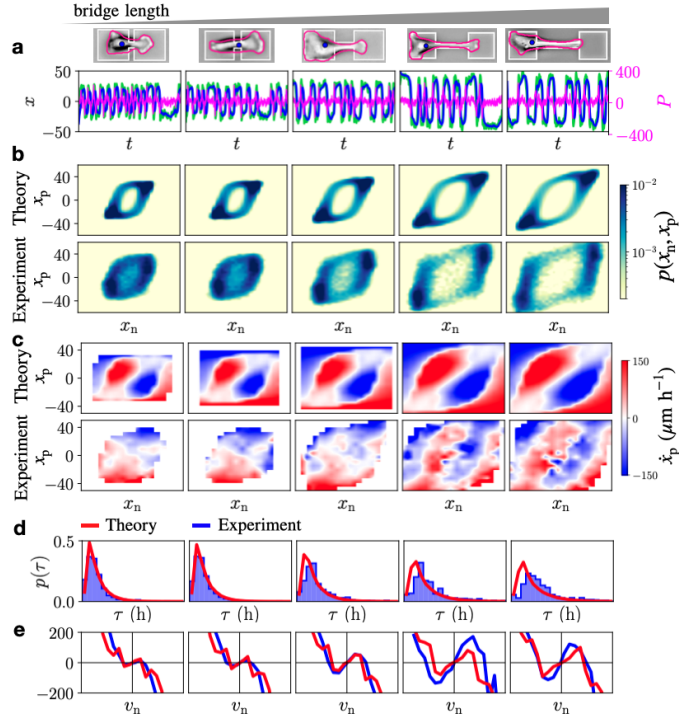 bridge length
a
x
50
0
−50
400
0
−400
P
t t t t t
b
Theory
x_p
40
0
−40
Experiment
x_p
40
0
−40
x_n x_n x_n x_n x_n
10⁻²
10⁻³
p(x_n, x_p)
c
Theory
x_p
40
0
−40
Experiment
x_p
50
0
−50
x_n x_n x_n x_n x_n
150
0
−150
ẋ_p (μm h⁻¹)
d Theory Experiment
p(τ)
0.5
0.0
τ (h) τ (h) τ (h) τ (h) τ (h)
e
200
0
−200
v_n v_n v_n v_n v_n